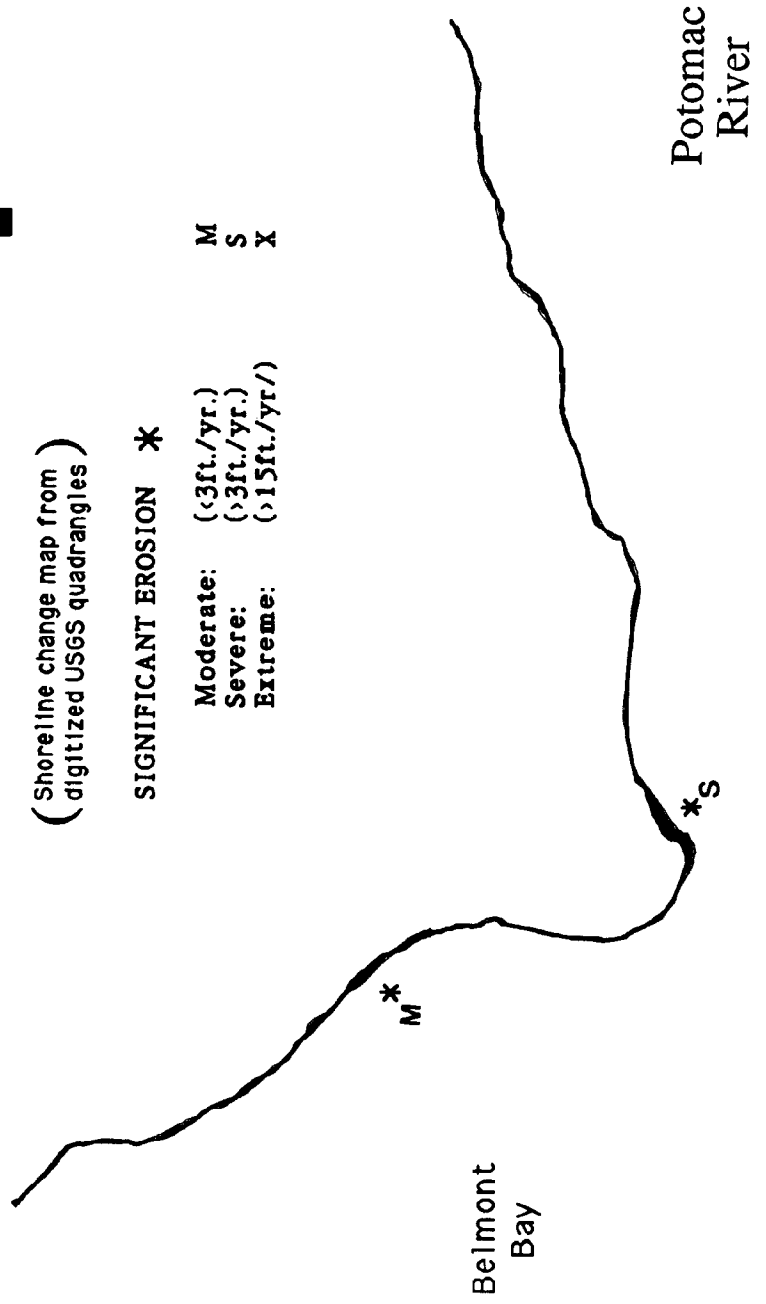 (Shoreline change map from
digitized USGS quadrangles)
SIGNIFICANT EROSION *
Moderate: (<3ft./yr.) M
Severe: (>3ft./yr.) S
Extreme: (>15ft./yr/) X
*M
*S
Belmont
Bay
Potomac
River